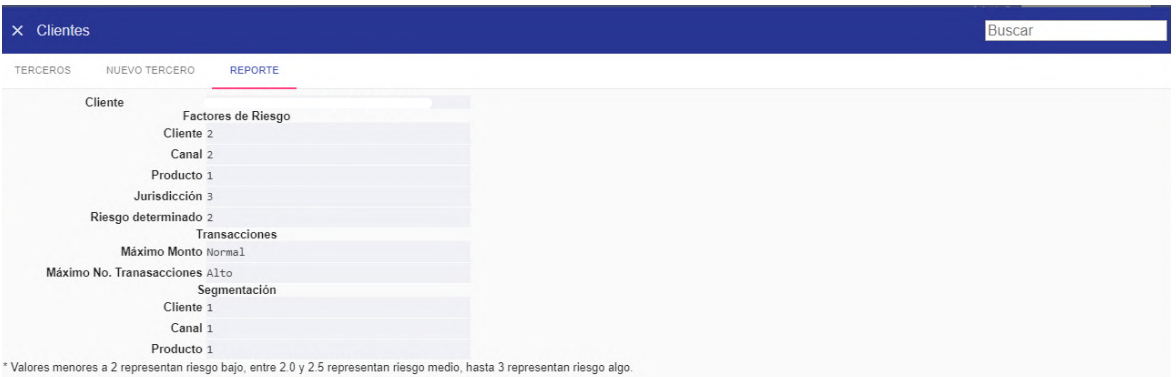 × Clientes Buscar
TERCEROS NUEVO TERCERO REPORTE
Cliente
Factores de Riesgo
Cliente 2
Canal 2
Producto 1
Jurisdicción 3
Riesgo determinado 2
Transacciones
Máximo Monto Normal
Máximo No. Tranasacciones Alto
Segmentación
Cliente 1
Canal 1
Producto 1
* Valores menores a 2 representan riesgo bajo, entre 2.0 y 2.5 representan riesgo medio, hasta 3 representan riesgo algo.